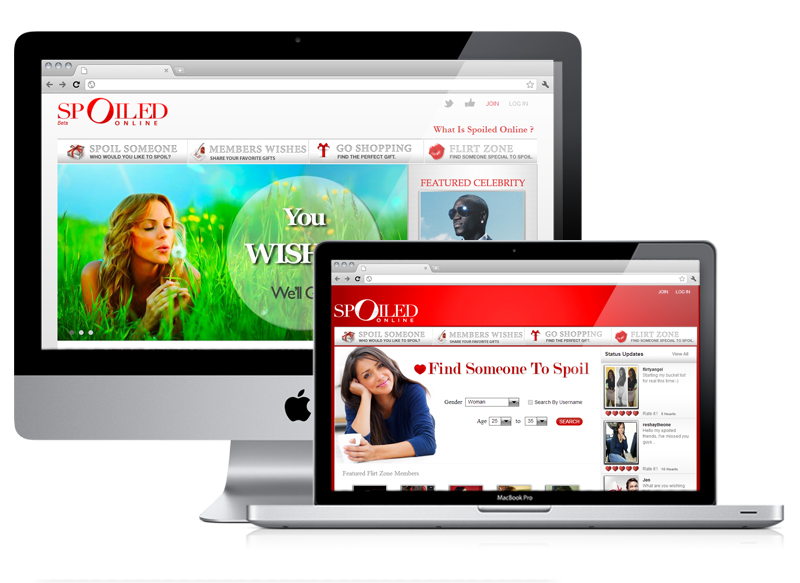 SPOILED
Beta
ONLINE
JOIN
LOG IN
What Is Spoiled Online ?
SPOIL SOMEONE
WHO WOULD YOU LIKE TO SPOIL?
MEMBERS WISHES
SHARE YOUR FAVORITE GIFTS
GO SHOPPING
FIND THE PERFECT GIFT.
FLIRT ZONE
FIND SOMEONE SPECIAL TO SPOIL.
You
WISH
We'll
FEATURED CELEBRITY
JOIN
LOG IN
SPOILED
ONLINE
SPOIL SOMEONE
WHO WOULD YOU LIKE TO SPOIL?
MEMBERS WISHES
SHARE YOUR FAVORITE GIFTS
GO SHOPPING
FIND THE PERFECT GIFT.
FLIRT ZONE
FIND SOMEONE SPECIAL TO SPOIL.
Find Someone To Spoil
Gender
Woman
Search By Username
Age
25
to
35
SEARCH
Featured Flirt Zone Members
Status Updates
View All
flirtyangel
Starting my bucket list
for real this time :-)
Rate It!
5 Hearts
reshaytheone
Hello my spoiled
friends, I've missed you
guys...
Rate It!
Hearts
Jen
What are you working
MacBook Pro